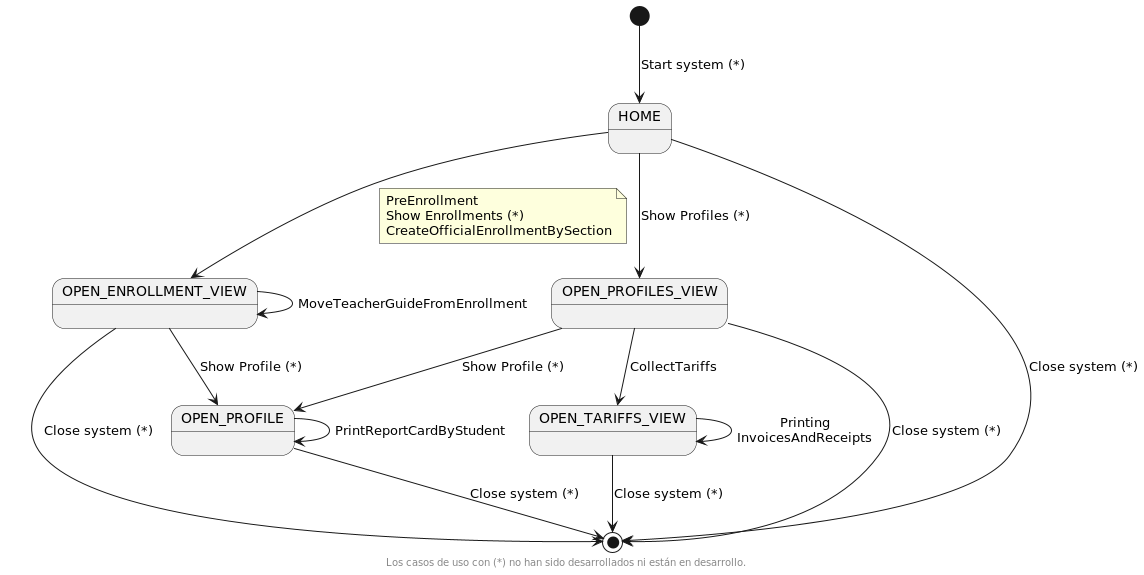 Start system (*)
HOME
PreEnrollment
Show Enrollments (*)
CreateOfficialEnrollmentBySection
Show Profiles (*)
OPEN_ENROLLMENT_VIEW
MoveTeacherGuideFromEnrollment
OPEN_PROFILES_VIEW
Show Profile (*)
Show Profile (*)
CollectTariffs
Close system (*)
OPEN_PROFILE
PrintReportCardByStudent
OPEN_TARIFFS_VIEW
Printing
InvoicesAndReceipts
Close system (*)
Close system (*)
Close system (*)
Close system (*)
Los casos de uso con (*) no han sido desarrollados ni están en desarrollo.